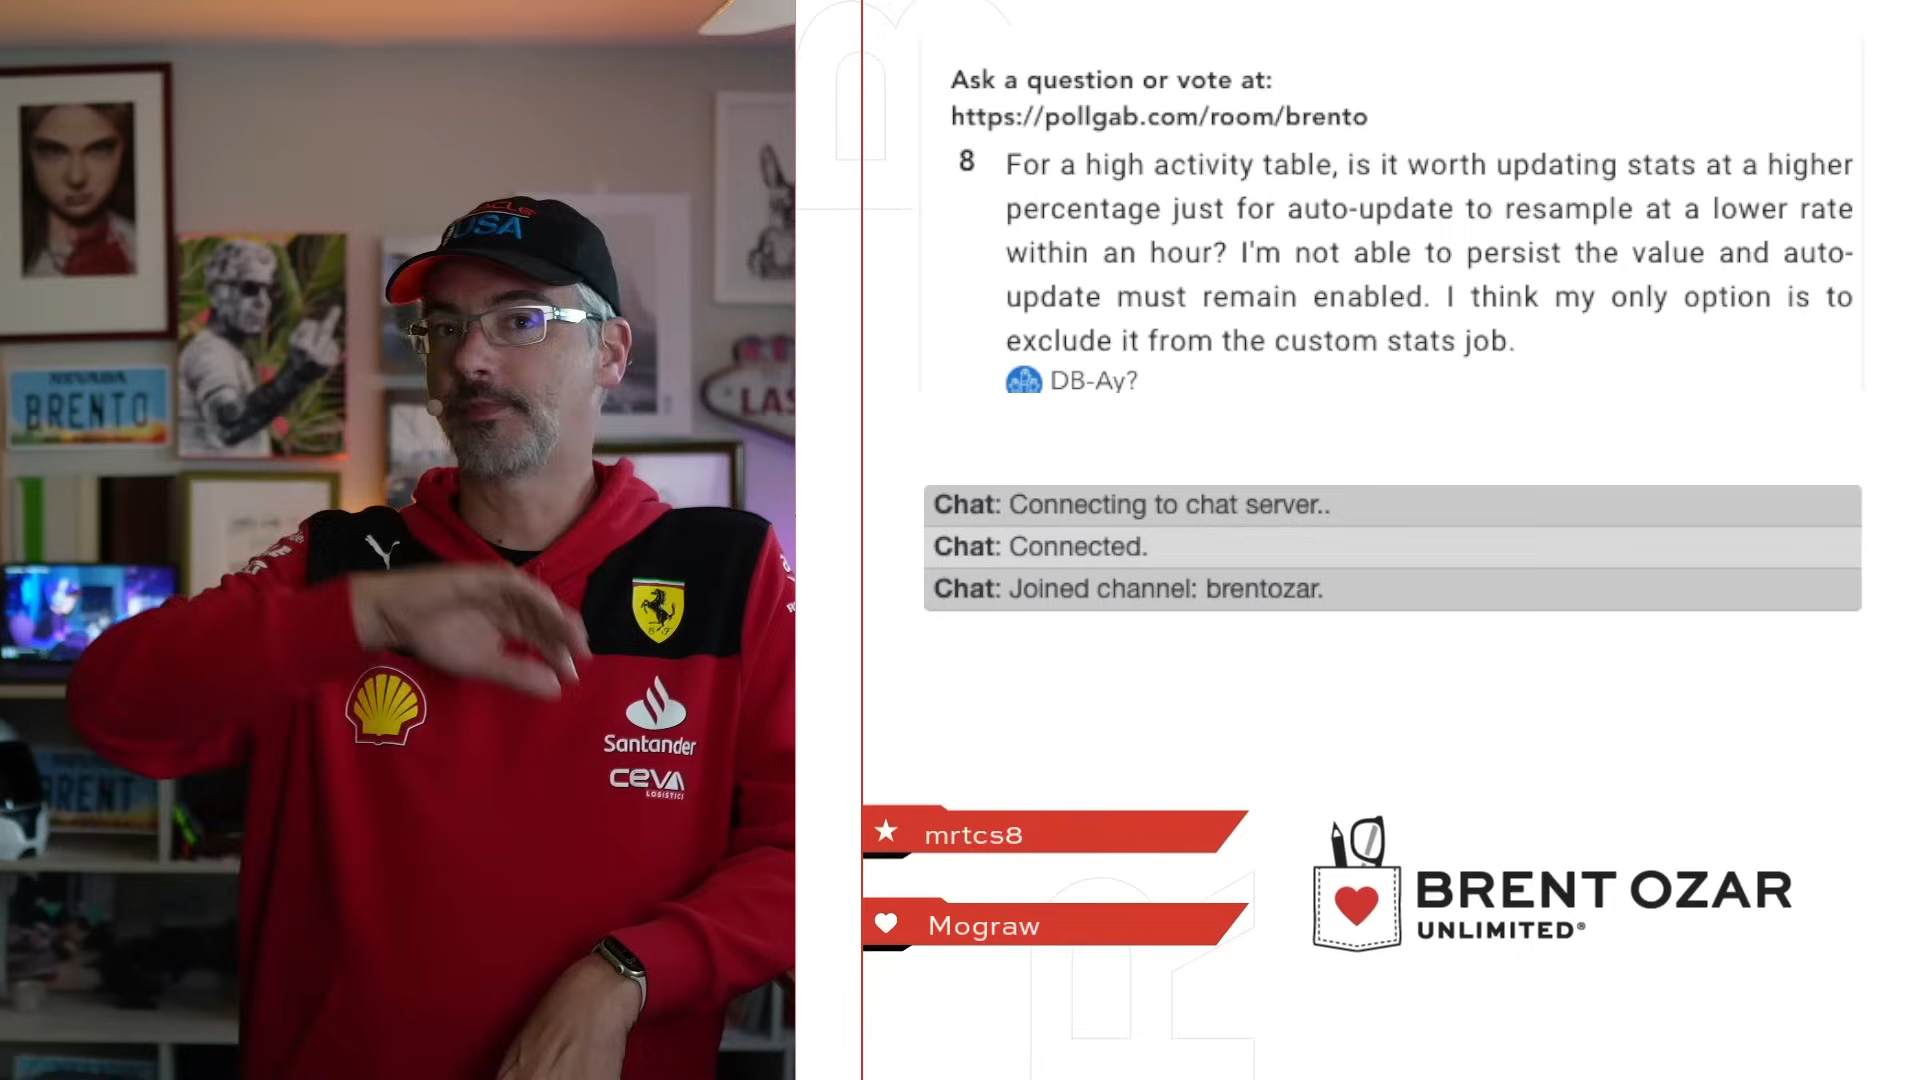 Ask a question or vote at:
https://pollgab.com/room/brento
8 For a high activity table, is it worth updating stats at a higher
percentage just for auto-update to resample at a lower rate
within an hour? I'm not able to persist the value and auto-
update must remain enabled. I think my only option is to
exclude it from the custom stats job.
DB-Ay?
Chat: Connecting to chat server..
Chat: Connected.
Chat: Joined channel: brentozar.
mrtcs8
Mograw
BRENT OZAR
UNLIMITED®
NEVADA
BRENTO
BRENT
LAS
USA
Santander
CEVA
LOGISTICS